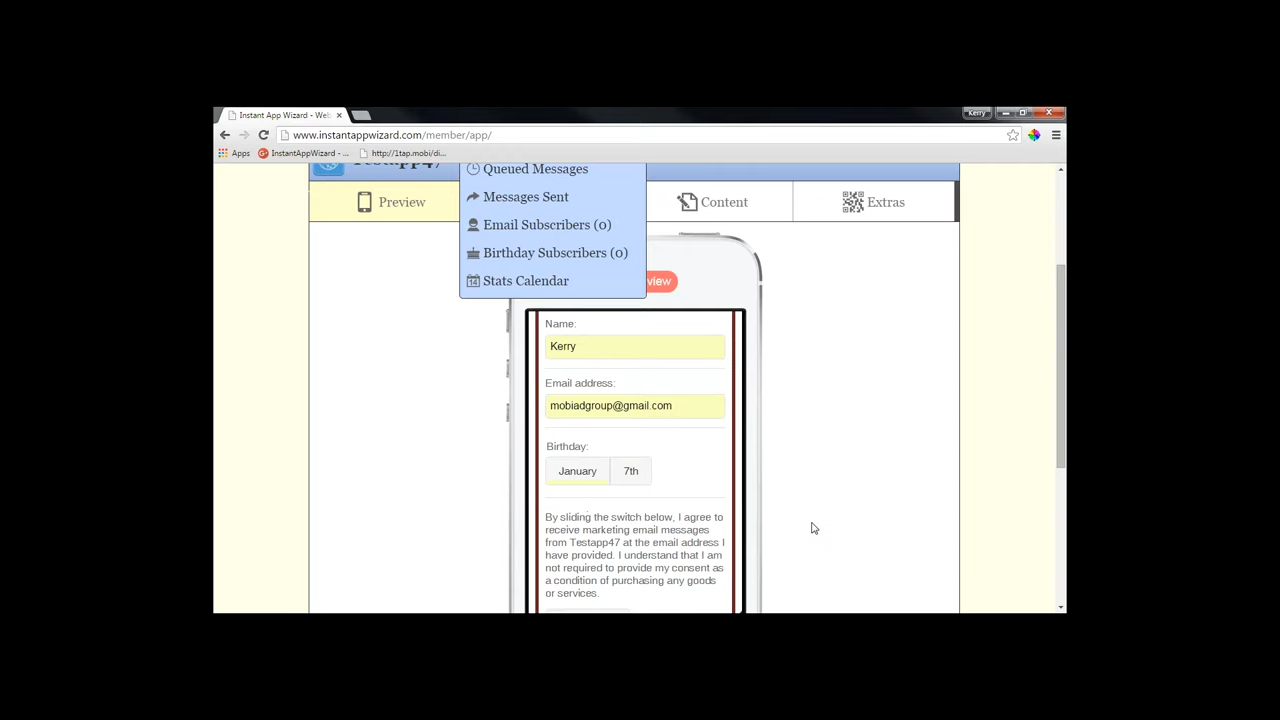 Instant App Wizard - Web
Kerry
www.instantappwizard.com/member/app/
Apps
InstantAppWizard - ...
http://1tap.mobi/di...
Testapp47
Queued Messages
Messages Sent
Email Subscribers (0)
Birthday Subscribers (0)
14 Stats Calendar
Preview
Content
Extras
view
Name:
Kerry
Email address:
mobiadgroup@gmail.com
Birthday:
January 7th
By sliding the switch below, I agree to
receive marketing email messages
from Testapp47 at the email address I
have provided. I understand that I am
not required to provide my consent as
a condition of purchasing any goods
or services.